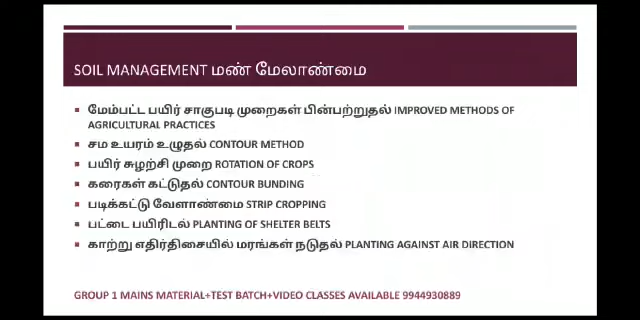 SOIL MANAGEMENT மண் மேலாண்மை
மேம்பட்ட பயிர் சாகுபடி முறைகள் பின்பற்றுதல் IMPROVED METHODS OF
AGRICULTURAL PRACTICES
சம உயரம் உழுதல் CONTOUR METHOD
பயிர் சுழற்சி முறை ROTATION OF CROPS
கரைகள் கட்டுதல் CONTOUR BUNDING
படிக்கட்டு வேளாண்மை STRIP CROPPING
பட்டை பயிரிடல் PLANTING OF SHELTER BELTS
காற்று எதிர்திசையில் மரங்கள் நடுதல் PLANTING AGAINST AIR DIRECTION
GROUP 1 MAINS MATERIAL+TEST BATCH+VIDEO CLASSES AVAILABLE 9944930889